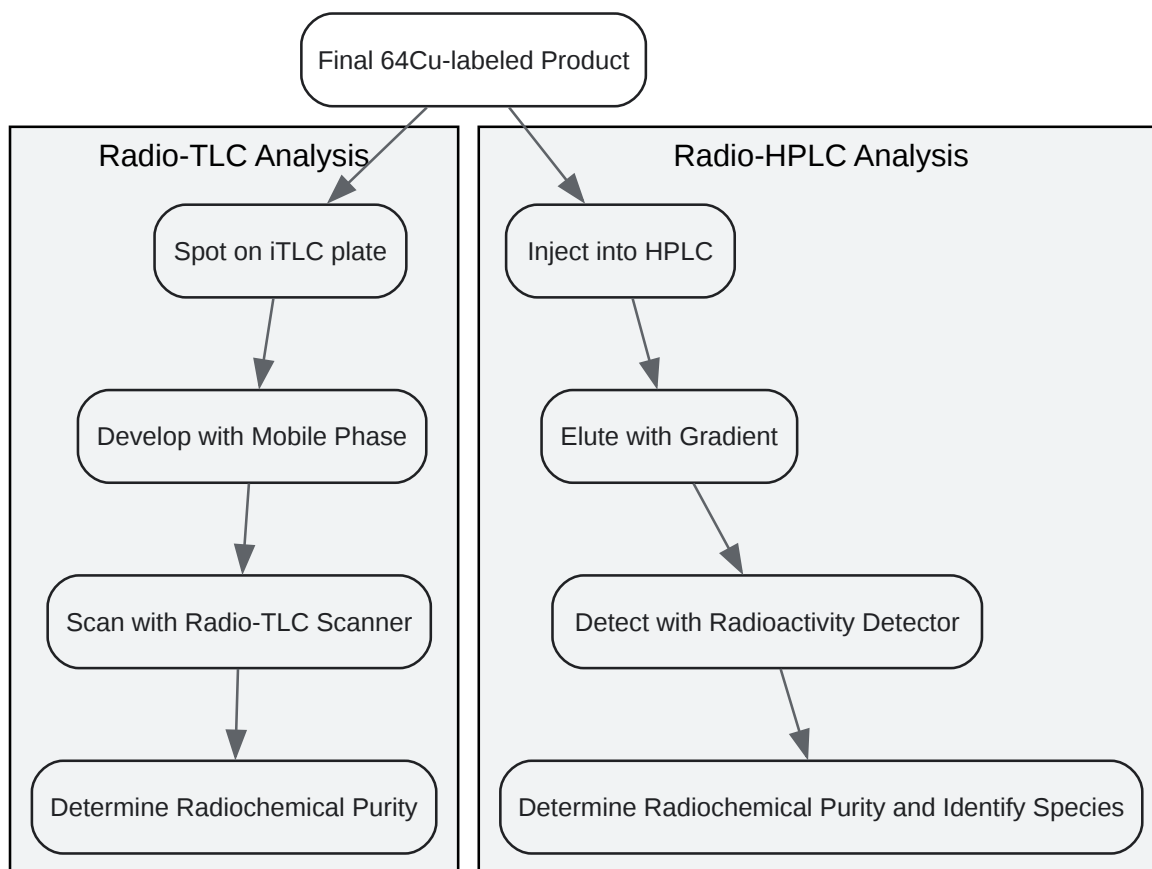 Final 64Cu-labeled Product
Radio-TLC Analysis
Spot on iTLC plate
Develop with Mobile Phase
Scan with Radio-TLC Scanner
Determine Radiochemical Purity
Radio-HPLC Analysis
Inject into HPLC
Elute with Gradient
Detect with Radioactivity Detector
Determine Radiochemical Purity and Identify Species